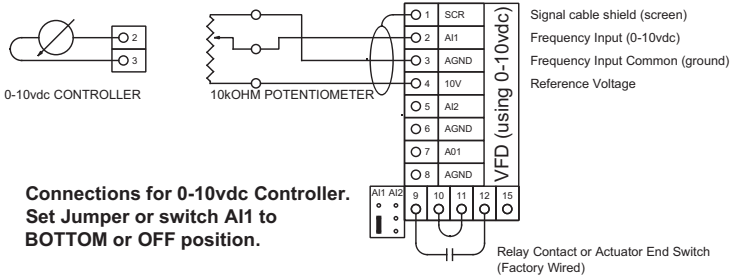 1 SCR Signal cable shield (screen)
2 AI1 Frequency Input (0-10vdc)
3 AGND Frequency Input Common (ground)
4 10V Reference Voltage
5 AI2
6 AGND
7 A01
8 AGND
VFD (using 0-10vdc)
2
3
0-10vdc CONTROLLER
10kOHM POTENTIOMETER
Connections for 0-10vdc Controller.
Set Jumper or switch AI1 to
BOTTOM or OFF position.
AI1 AI2
9 10 11 12 15
Relay Contact or Actuator End Switch
(Factory Wired)